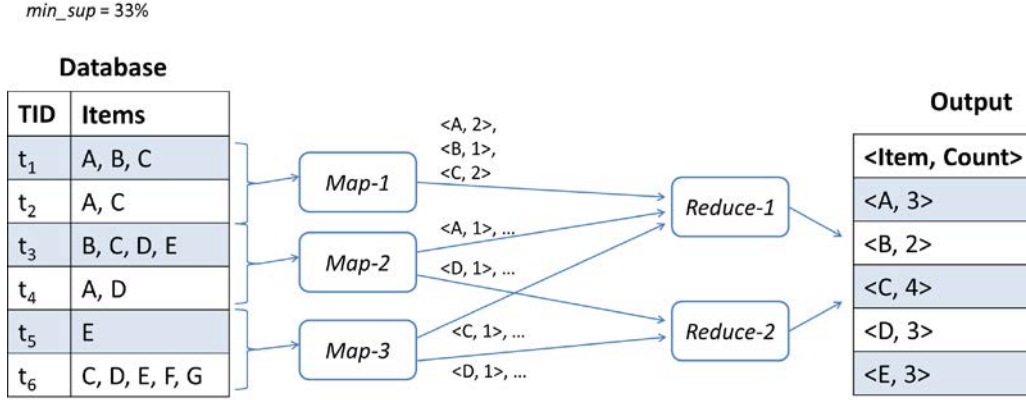 min_sup = 33%
Database
TID Items
t1 A, B, C
t2 A, C
t3 B, C, D, E
t4 A, D
t5 E
t6 C, D, E, F, G
Map-1
Map-2
Map-3
<A, 2>,
<B, 1>,
<C, 2>
<A, 1>, ...
<D, 1>, ...
<C, 1>, ...
<D, 1>, ...
Reduce-1
Reduce-2
Output
<Item, Count>
<A, 3>
<B, 2>
<C, 4>
<D, 3>
<E, 3>